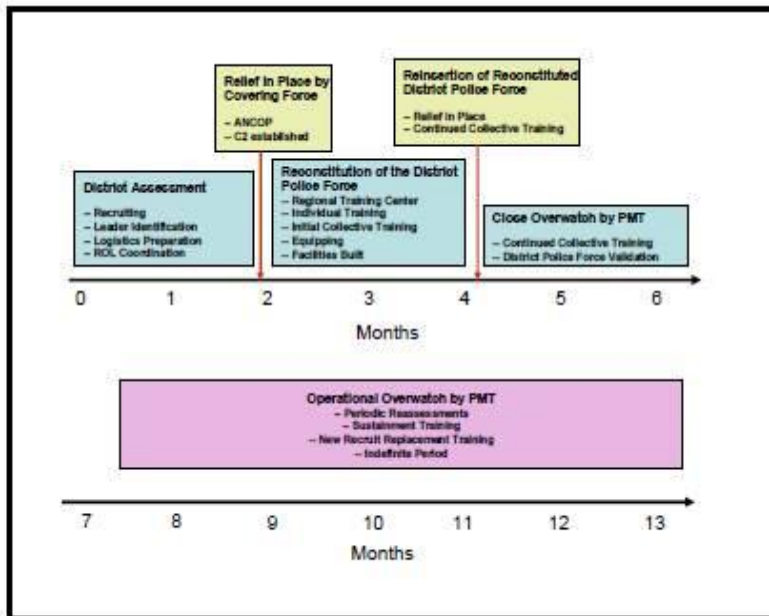 Relief in Place by
Covering Force
– ANCOP
– C2 established
Reinsertion of Reconstituted
District Police Force
– Relief in Place
– Continued Collective Training
District Assessment
– Recruiting
– Leader Identification
– Logistics Preparation
– ROL Coordination
Reconstitution of the District
Police Force
– Regional Training Center
– Individual Training
– Initial Collective Training
– Equipping
– Facilities Built
Close Overwatch by PMT
– Continued Collective Training
– District Police Force Validation
0 1 2 3 4 5 6
Months
Operational Overwatch by PMT
– Periodic Reassessments
– Sustainment Training
– New Recruit Replacement Training
– Indefinite Period
7 8 9 10 11 12 13
Months